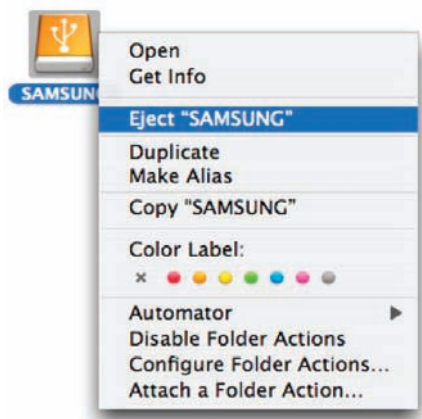 SAMSUN
Open
Get Info
Eject “SAMSUNG”
Duplicate
Make Alias
Copy “SAMSUNG”
Color Label:
Automator
Disable Folder Actions
Configure Folder Actions...
Attach a Folder Action...